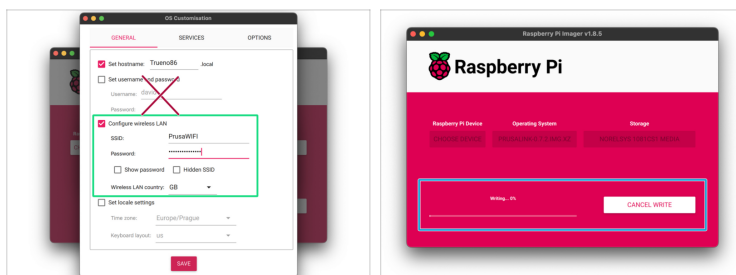 OS Customisation
GENERAL SERVICES OPTIONS
Set hostname: Trueno86 .local
Set username and password
Username:
Password:
Configure wireless LAN
SSID: PrusaWIFI
Password: ••••••••••••••••
Show password Hidden SSID
Wireless LAN country: GB
Set locale settings
Time zone: Europe/Prague
Keyboard layout: us
SAVE
Raspberry Pi Imager v1.8.5
Raspberry Pi
Raspberry Pi Device Operating System Storage
CHOOSE DEVICE
Writing... 0%
CANCEL WRITE